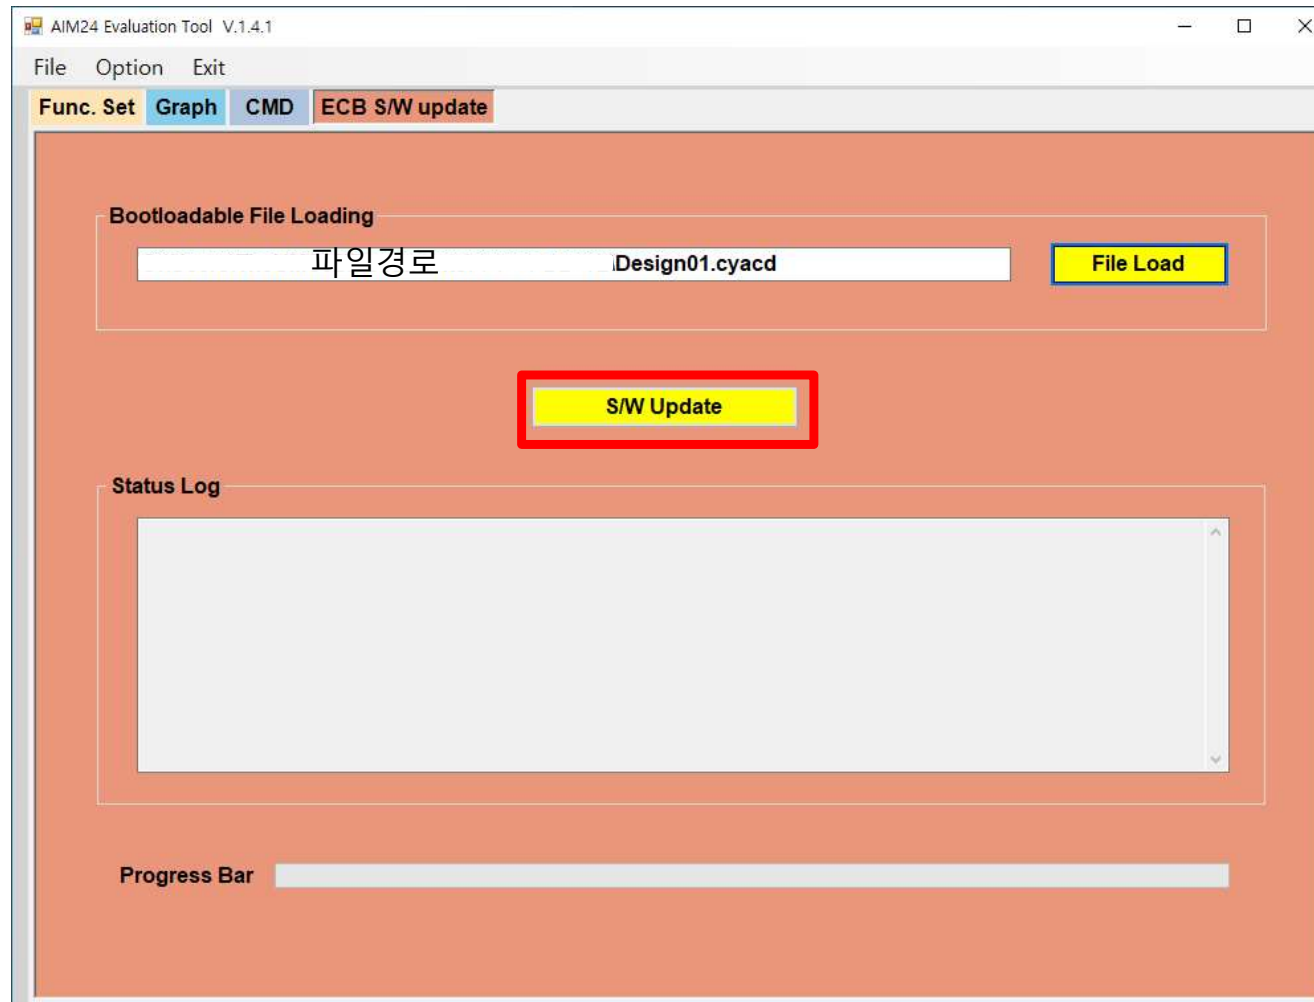 AIM24 Evaluation Tool V.1.4.1
File Option Exit
Func. Set Graph CMD ECB S/W update
Bootloadable File Loading
파일경로 \Design01.cyacd File Load
S/W Update
Status Log
Progress Bar